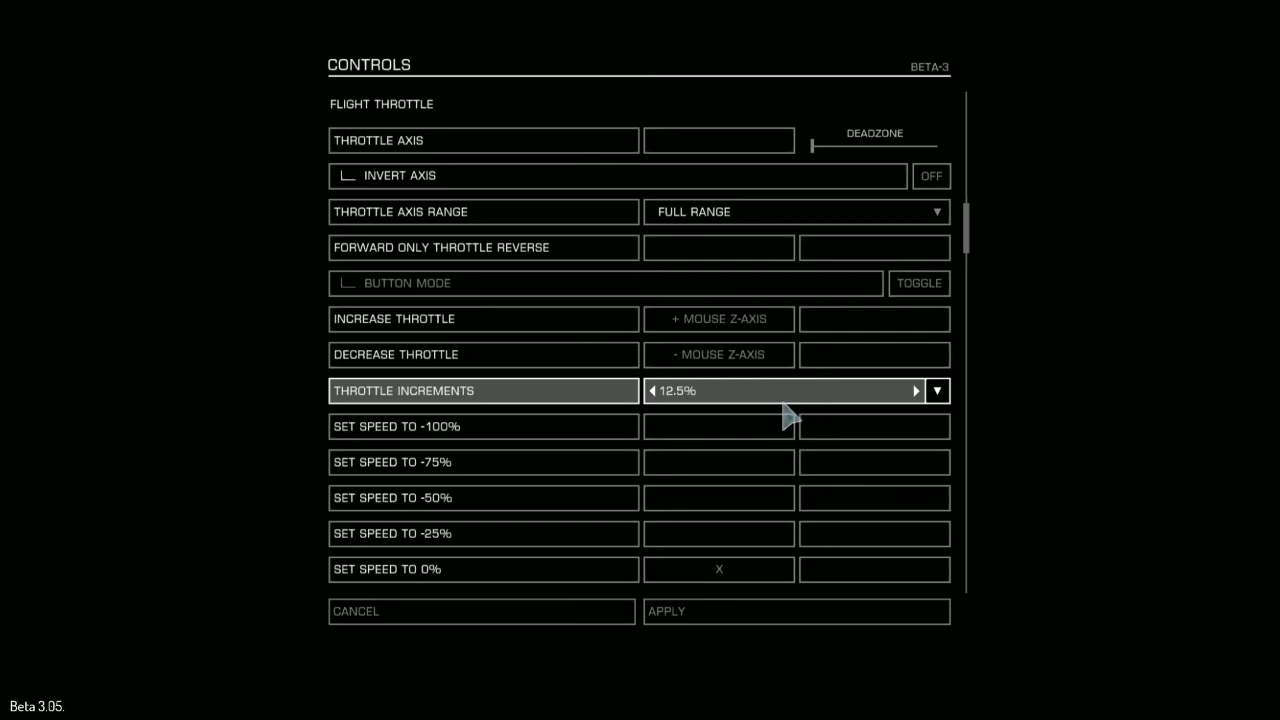 CONTROLS
BETA-3
FLIGHT THROTTLE
THROTTLE AXIS
DEADZONE
INVERT AXIS OFF
THROTTLE AXIS RANGE FULL RANGE
FORWARD ONLY THROTTLE REVERSE
BUTTON MODE TOGGLE
INCREASE THROTTLE + MOUSE Z-AXIS
DECREASE THROTTLE - MOUSE Z-AXIS
THROTTLE INCREMENTS 12.5%
SET SPEED TO -100%
SET SPEED TO -75%
SET SPEED TO -50%
SET SPEED TO -25%
SET SPEED TO 0% X
CANCEL APPLY
Beta 3.05.